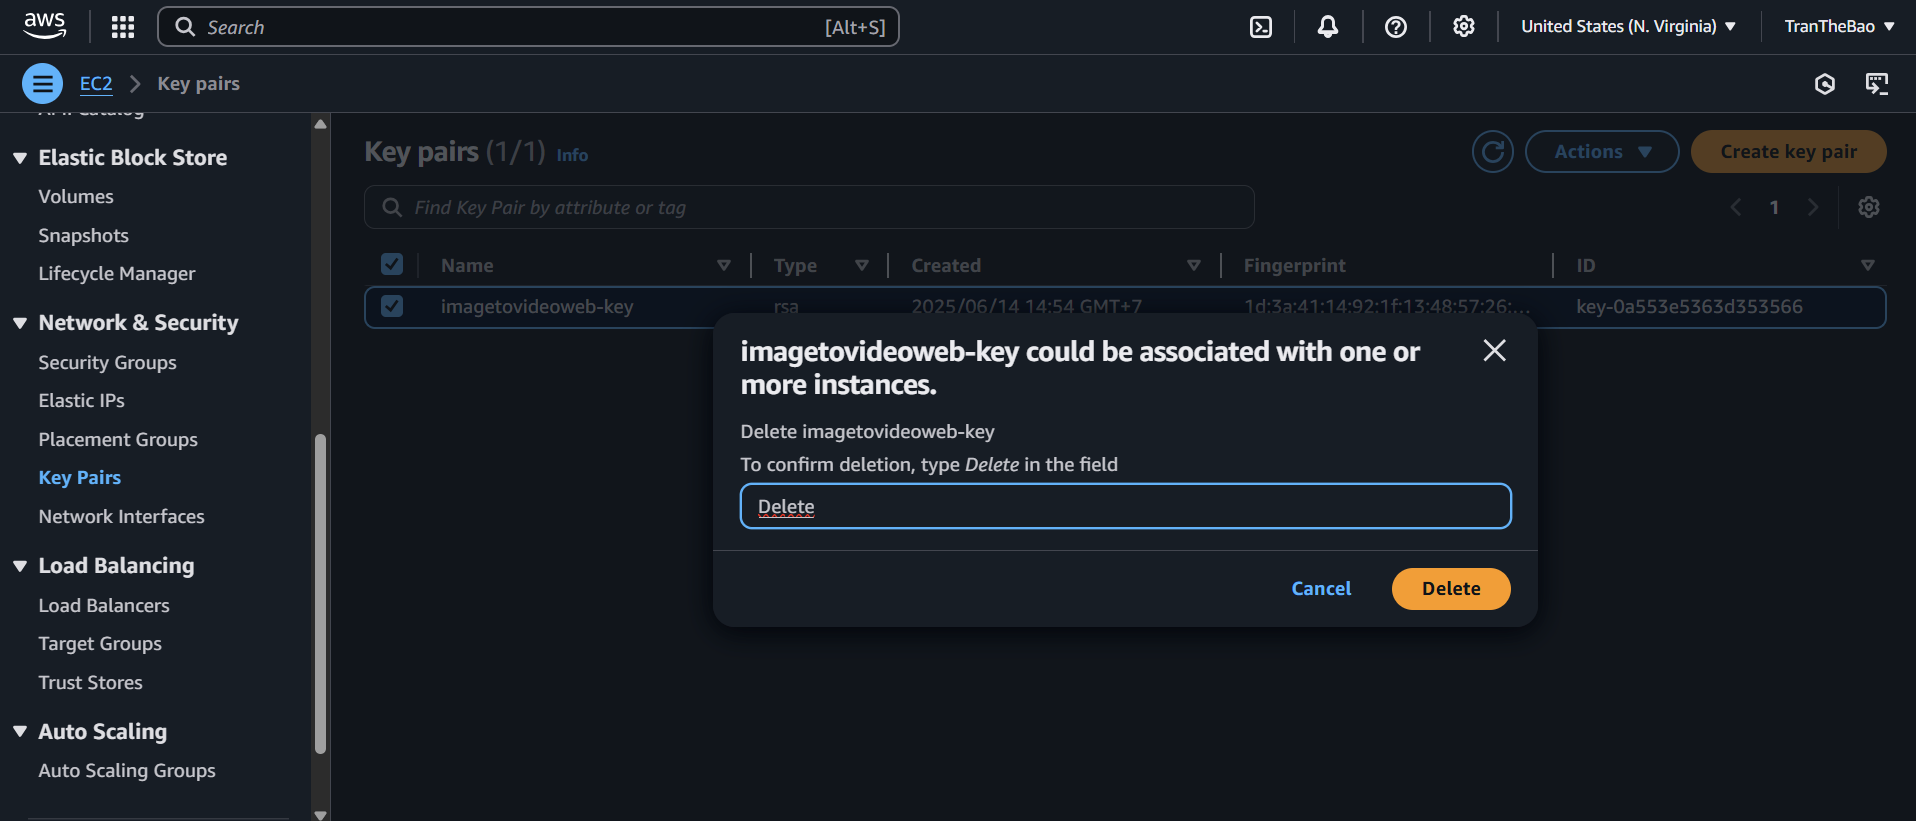 aws
Search [Alt+S]
United States (N. Virginia)
TranTheBao
EC2
Key pairs
API Catalog
Elastic Block Store
Volumes
Snapshots
Lifecycle Manager
Network & Security
Security Groups
Elastic IPs
Placement Groups
Key Pairs
Network Interfaces
Load Balancing
Load Balancers
Target Groups
Trust Stores
Auto Scaling
Auto Scaling Groups
Key pairs (1/1) Info
Actions
Create key pair
Find Key Pair by attribute or tag
1
Name Type Created Fingerprint ID
imagetovideoweb-key rsa 2025/06/14 14:54 GMT+7 1d:3a:41:14:92:1f:13:48:57:26:... key-0a553e5363d353566
imagetovideoweb-key could be associated with one or
more instances.
Delete imagetovideoweb-key
To confirm deletion, type Delete in the field
Delete
Cancel
Delete